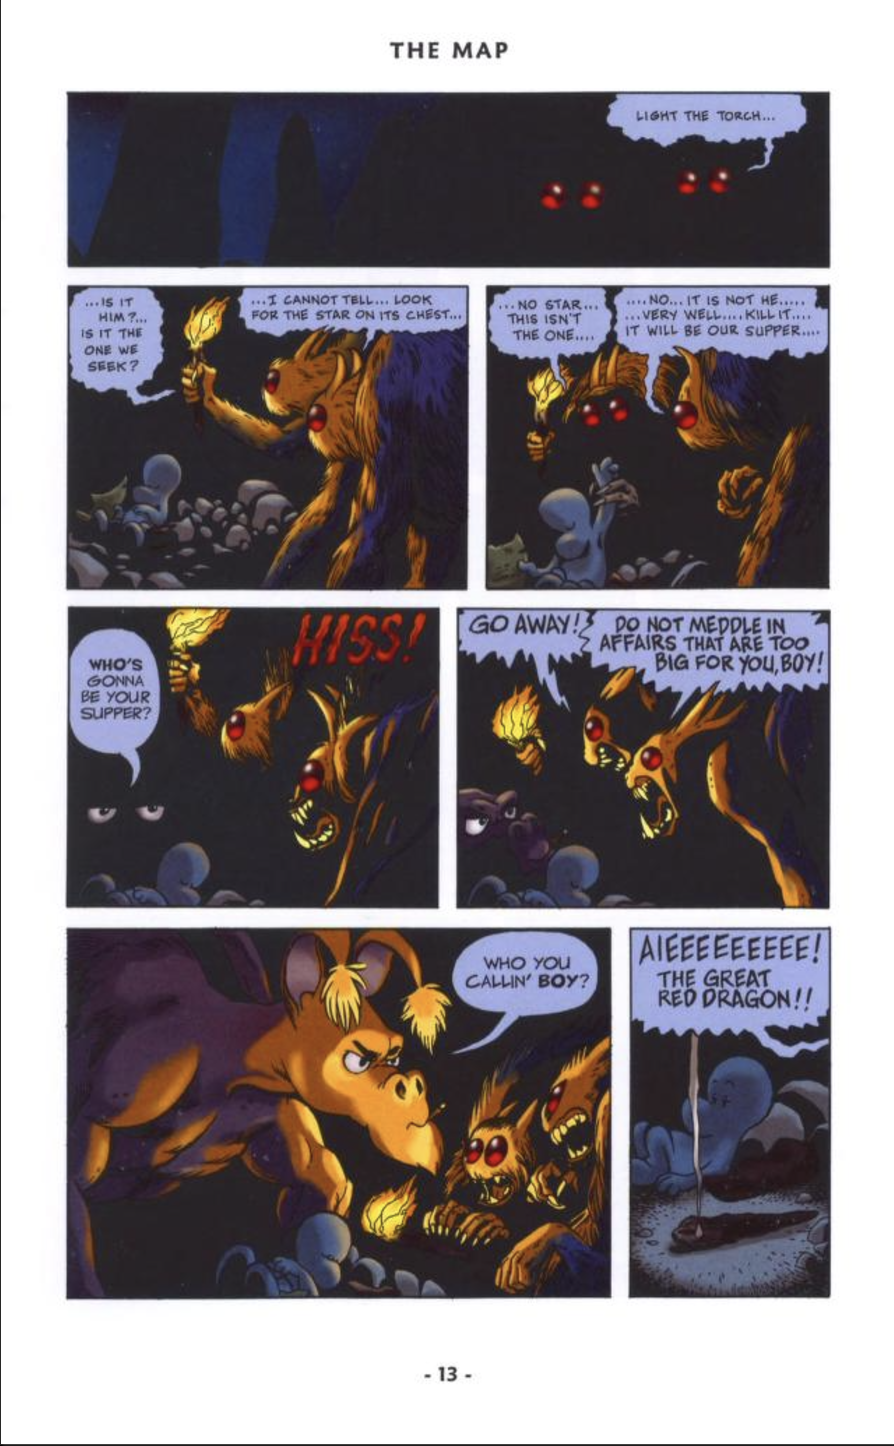 THE MAP
LIGHT THE TORCH...
...IS IT
HIM?...
IS IT THE
ONE WE
SEEK?
...I CANNOT TELL... LOOK
FOR THE STAR ON ITS CHEST...
...NO STAR...
THIS ISN'T
THE ONE....
....NO... IT IS NOT HE.....
...VERY WELL....KILL IT....
IT WILL BE OUR SUPPER....
WHO'S
GONNA
BE YOUR
SUPPER?
HISS!
GO AWAY!
DO NOT MEDDLE IN
AFFAIRS THAT ARE TOO
BIG FOR YOU, BOY!
WHO YOU
CALLIN' BOY?
AIEEEEEEEEE!
THE GREAT
RED DRAGON!!
- 13 -